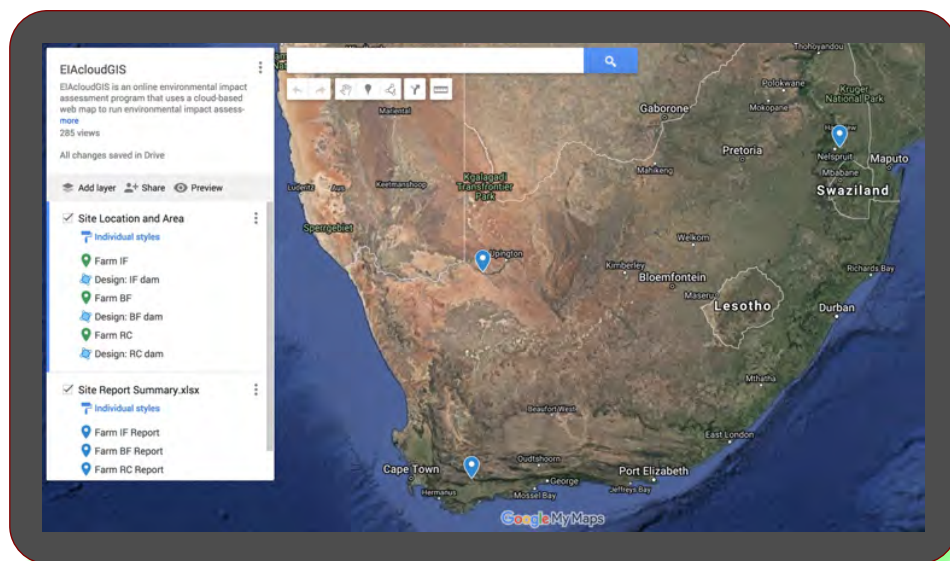 EIAcloudGIS
EIAcloudGIS is an online environmental impact
assessment program that uses a cloud-based
web map to run environmental impact assess-
more
285 views
All changes saved in Drive
Add layer Share Preview
Site Location and Area
Individual styles
Farm IF
Design: IF dam
Farm BF
Design: BF dam
Farm RC
Design: RC dam
Site Report Summary.xlsx
Individual styles
Farm IF Report
Farm BF Report
Farm RC Report
Thohoyandou
Polokwane
Kruger
National Park
Mokopane
Gaborone
Mariental
Pretoria
Nelspruit
Maputo
Mahikeng
Mbabane
Kgalagadi
Transfrontier
Park
Keetmanshoop
Aus
Swaziland
Sperrgebiet
Welkom
Upington
Kimberley
Bloemfontein
Richards Bay
Maseru
Lesotho
Durban
Mthatha
Beaufort West
East London
Oudtshoorn
Cape Town
Port Elizabeth
George
Hermanus
Mossel Bay
Jeffreys Bay
Google My Maps